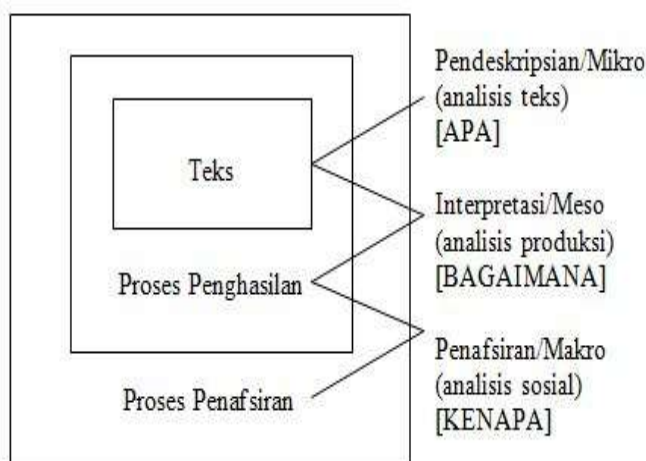 Teks
Proses Penghasilan
Proses Penafsiran
Pendeskripsian/Mikro
(analisis teks)
[APA]
Interpretasi/Meso
(analisis produksi)
[BAGAIMANA]
Penafsiran/Makro
(analisis sosial)
[KENAPA]